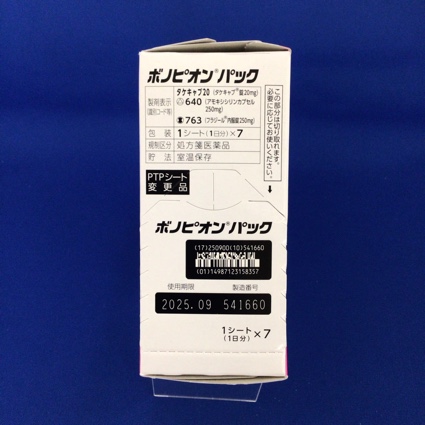 ボノピオン®パック
製剤表示
(識別コード等)
タケキャブ20 (タケキャブ®錠20mg)
640 (アモキシシリンカプセル
250mg)
763 (フラジール®内服錠250mg)
包装 1シート(1日分)×7
規制区分 処方箋医薬品
貯法 室温保存
この部分は切り取れます。
必要に応じてお使い下さい。
PTPシート
変更品
ボノピオン®パック
(17)250900(10)541660
(01)14987123158357
使用期限 製造番号
2025.09 541660
1シート
(1日分)×7